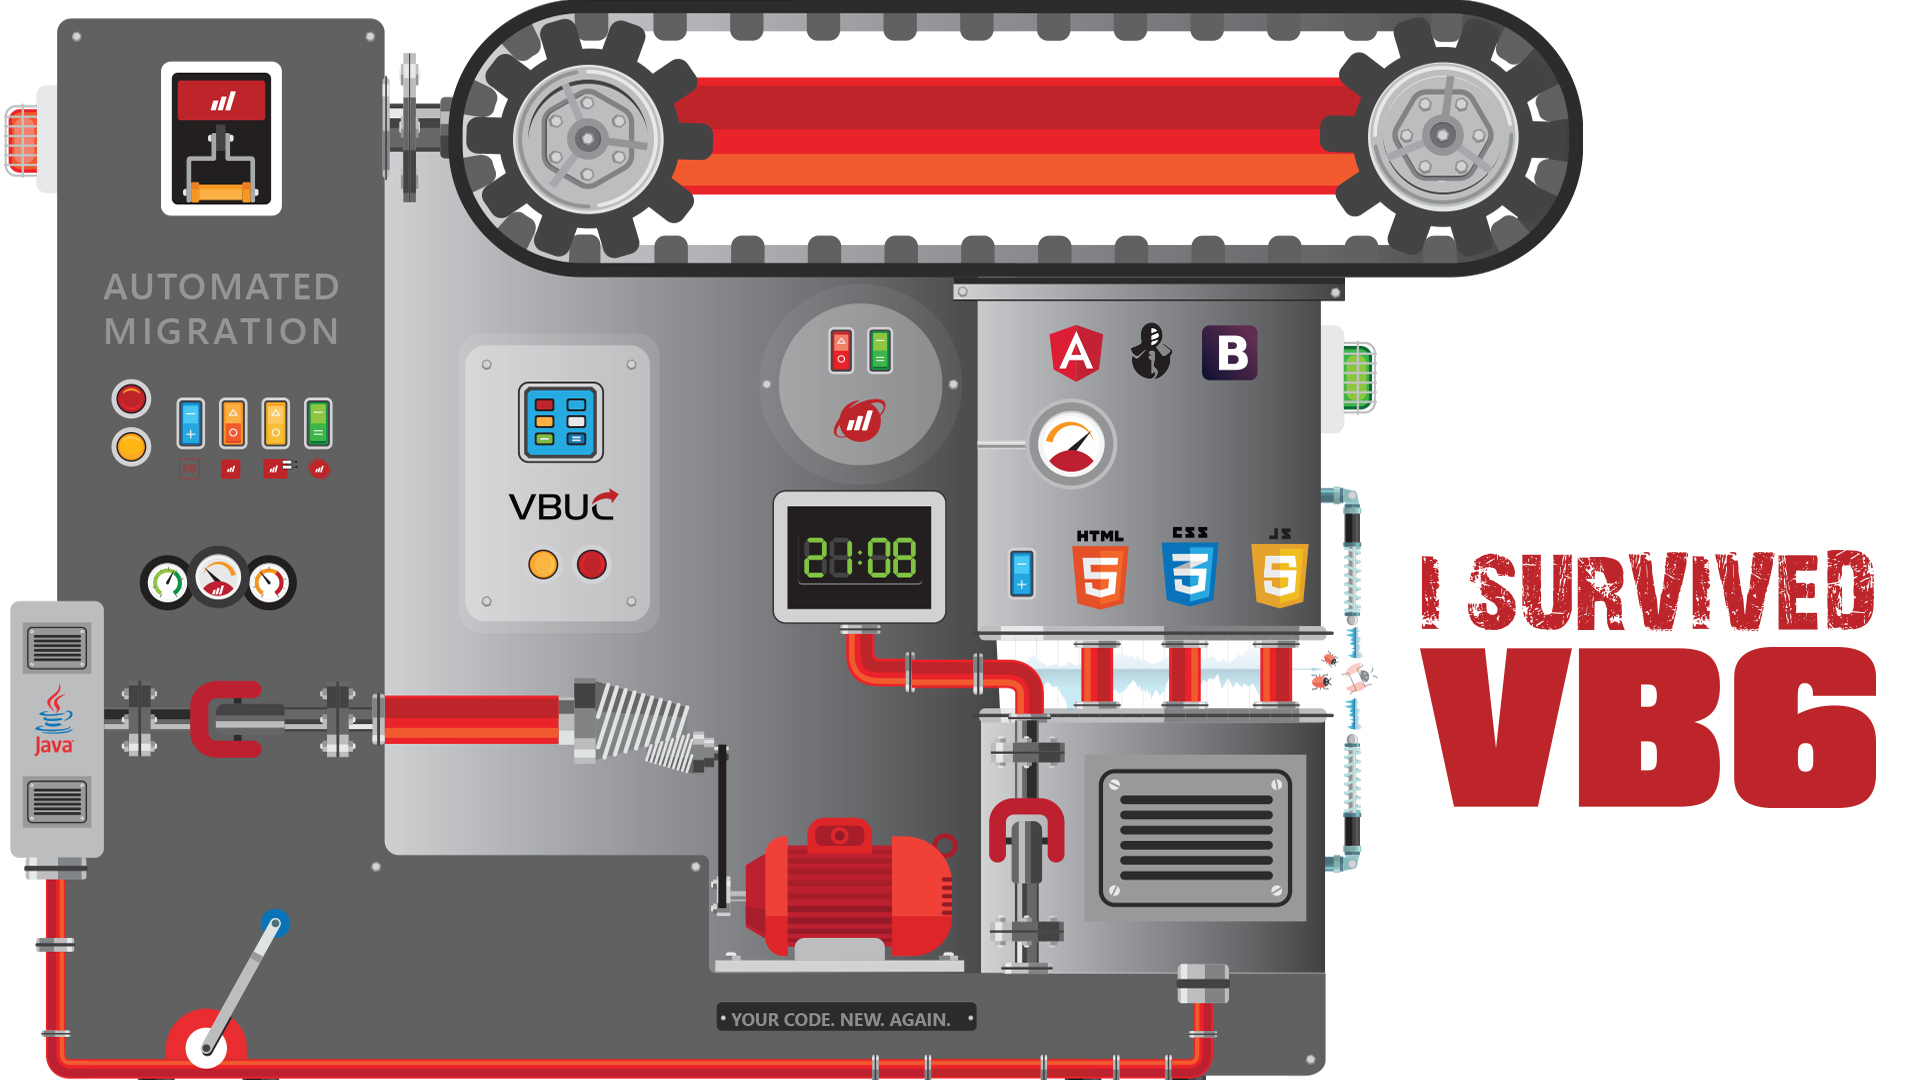 AUTOMATED
MIGRATION
VBUC
21:08
A
B
HTML
5
CSS
3
JS
5
Java
YOUR CODE. NEW. AGAIN.
I SURVIVED
VB6